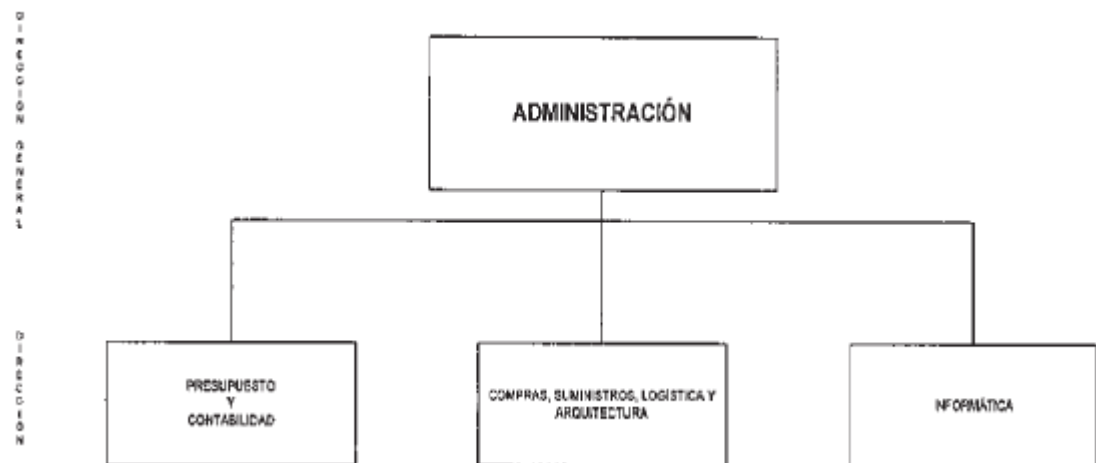 DIRECCIÓN GENERAL
ADMINISTRACIÓN
DIRECCIÓN
PRESUPUESTO
Y
CONTABILIDAD
COMPRAS, SUMINISTROS, LOGÍSTICA Y
ARQUITECTURA
INFORMÁTICA